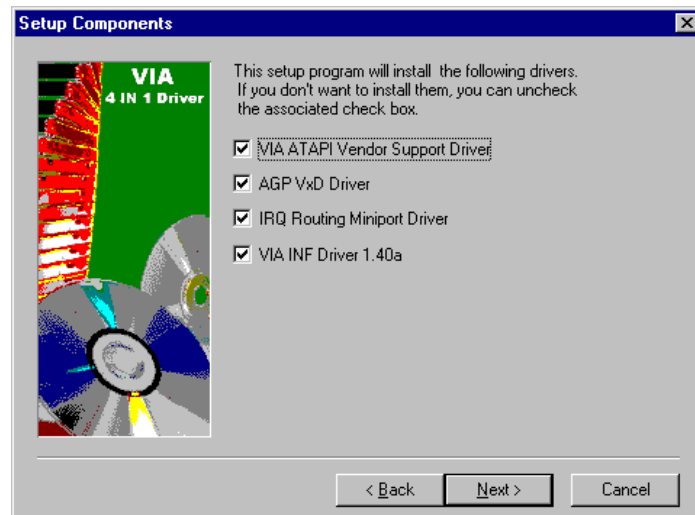 Setup Components
VIA
4 IN 1 Driver
This setup program will install the following drivers.
If you don't want to install them, you can uncheck
the associated check box.
VIA ATAPI Vendor Support Driver
AGP VxD Driver
IRQ Routing Miniport Driver
VIA INF Driver 1.40a
< Back
Next >
Cancel